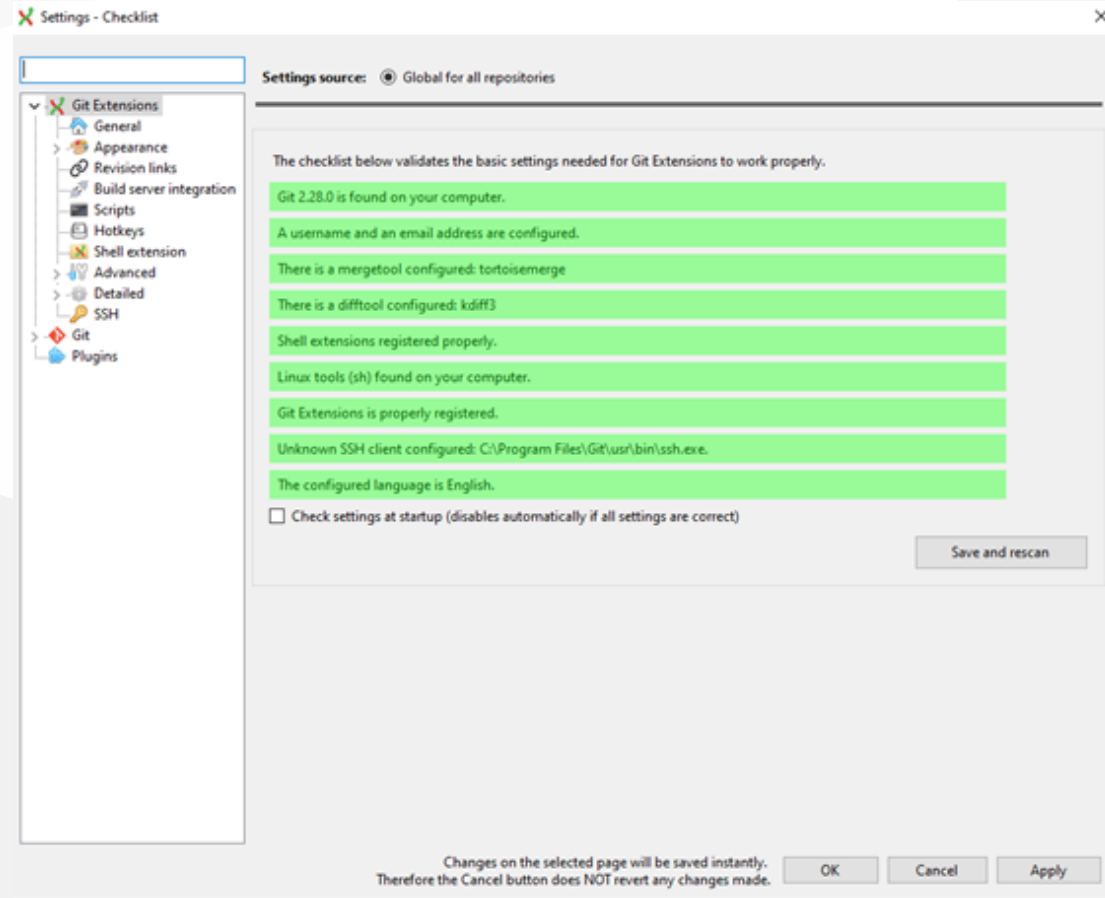 Settings - Checklist
Settings source: Global for all repositories
Git Extensions
General
Appearance
Revision links
Build server integration
Scripts
Hotkeys
Shell extension
Advanced
Detailed
SSH
Git
Plugins
The checklist below validates the basic settings needed for Git Extensions to work properly.
Git 2.28.0 is found on your computer.
A username and an email address are configured.
There is a mergetool configured: tortoisemerge
There is a difftool configured: kdiff3
Shell extensions registered properly.
Linux tools (sh) found on your computer.
Git Extensions is properly registered.
Unknown SSH client configured: C:\Program Files\Git\usr\bin\ssh.exe.
The configured language is English.
Check settings at startup (disables automatically if all settings are correct)
Save and rescan
Changes on the selected page will be saved instantly.
Therefore the Cancel button does NOT revert any changes made.
OK Cancel Apply